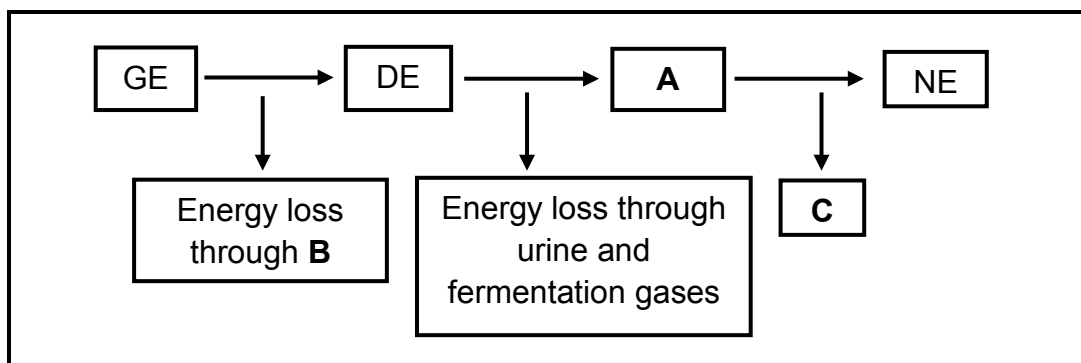 GE
DE
A
NE
Energy loss
through B
Energy loss through
urine and
fermentation gases
C